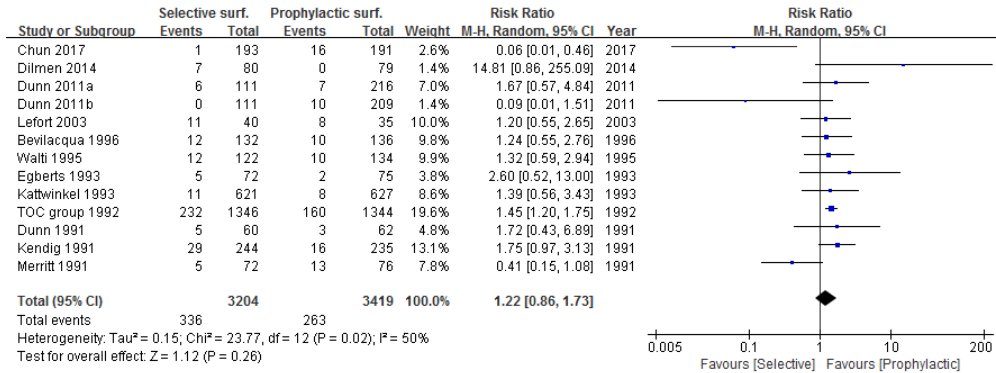 Selective surf. Prophylactic surf. Risk Ratio Risk Ratio
Study or Subgroup Events Total Events Total Weight M-H, Random, 95% CI Year M-H, Random, 95% CI
Chun 2017 1 193 16 191 2.6% 0.06 [0.01, 0.46] 2017
Dilmen 2014 7 80 0 79 1.4% 14.81 [0.86, 255.09] 2014
Dunn 2011a 6 111 7 216 7.0% 1.67 [0.57, 4.84] 2011
Dunn 2011b 0 111 10 209 1.4% 0.09 [0.01, 1.51] 2011
Lefort 2003 11 40 8 35 10.0% 1.20 [0.55, 2.65] 2003
Bevilacqua 1996 12 132 10 136 9.8% 1.24 [0.55, 2.76] 1996
Walti 1995 12 122 10 134 9.9% 1.32 [0.59, 2.94] 1995
Egberts 1993 5 72 2 75 3.8% 2.60 [0.52, 13.00] 1993
Kattwinkel 1993 11 621 8 627 8.8% 1.39 [0.56, 3.43] 1993
TOC group 1992 232 1346 160 1344 19.6% 1.45 [1.20, 1.75] 1992
Dunn 1991 5 60 3 62 4.8% 1.72 [0.43, 6.89] 1991
Kendig 1991 29 244 16 235 13.1% 1.75 [0.97, 3.13] 1991
Merritt 1991 5 72 13 76 7.8% 0.41 [0.15, 1.08] 1991
Total (95% CI) 3204 3419 100.0% 1.22 [0.86, 1.73]
Total events 336 263
Heterogeneity: Tau² = 0.15; Chi² = 23.77, df = 12 (P = 0.02); I² = 50%
Test for overall effect: Z = 1.12 (P = 0.26)
0.005 0.1 1 10 200
Favours [Selective] Favours [Prophylactic]